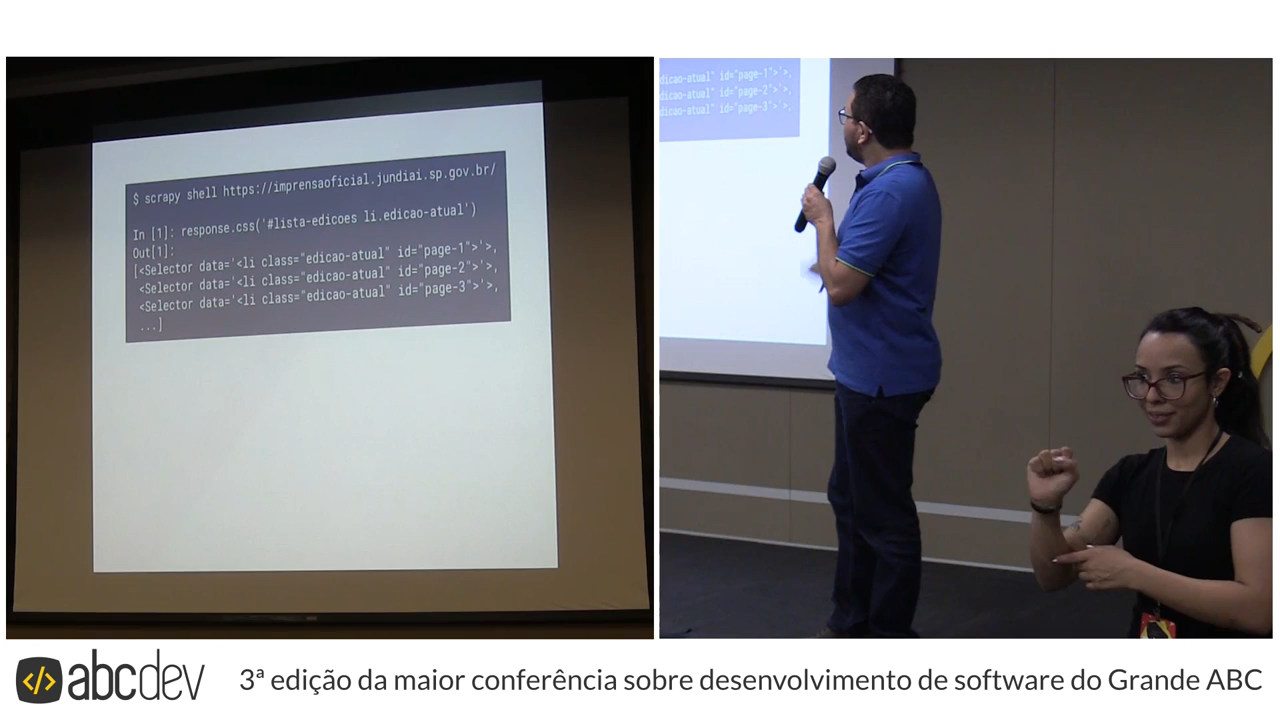 $ scrapy shell https://imprensaoficial.jundiai.sp.gov.br/
In [1]: response.css('#lista-edicoes li.edicao-atual')
Out[1]:
[<Selector data='<li class="edicao-atual" id="page-1">'>,
<Selector data='<li class="edicao-atual" id="page-2">'>,
<Selector data='<li class="edicao-atual" id="page-3">'>,
...]
dicao-atual" id="page-1">'>,
dicao-atual" id="page-2">'>,
dicao-atual" id="page-3">'>,
</> abcdev
3ª edição da maior conferência sobre desenvolvimento de software do Grande ABC